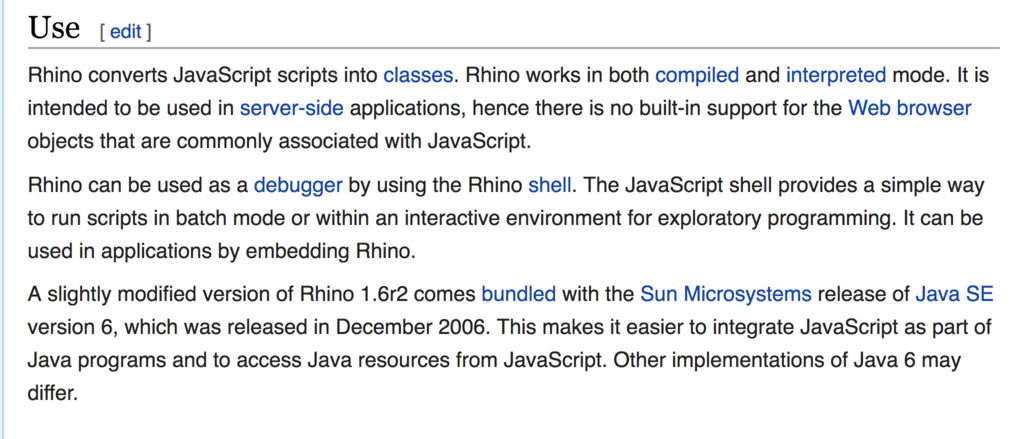 Use [ edit ]
Rhino converts JavaScript scripts into classes. Rhino works in both compiled and interpreted mode. It is
intended to be used in server-side applications, hence there is no built-in support for the Web browser
objects that are commonly associated with JavaScript.
Rhino can be used as a debugger by using the Rhino shell. The JavaScript shell provides a simple way
to run scripts in batch mode or within an interactive environment for exploratory programming. It can be
used in applications by embedding Rhino.
A slightly modified version of Rhino 1.6r2 comes bundled with the Sun Microsystems release of Java SE
version 6, which was released in December 2006. This makes it easier to integrate JavaScript as part of
Java programs and to access Java resources from JavaScript. Other implementations of Java 6 may
differ.